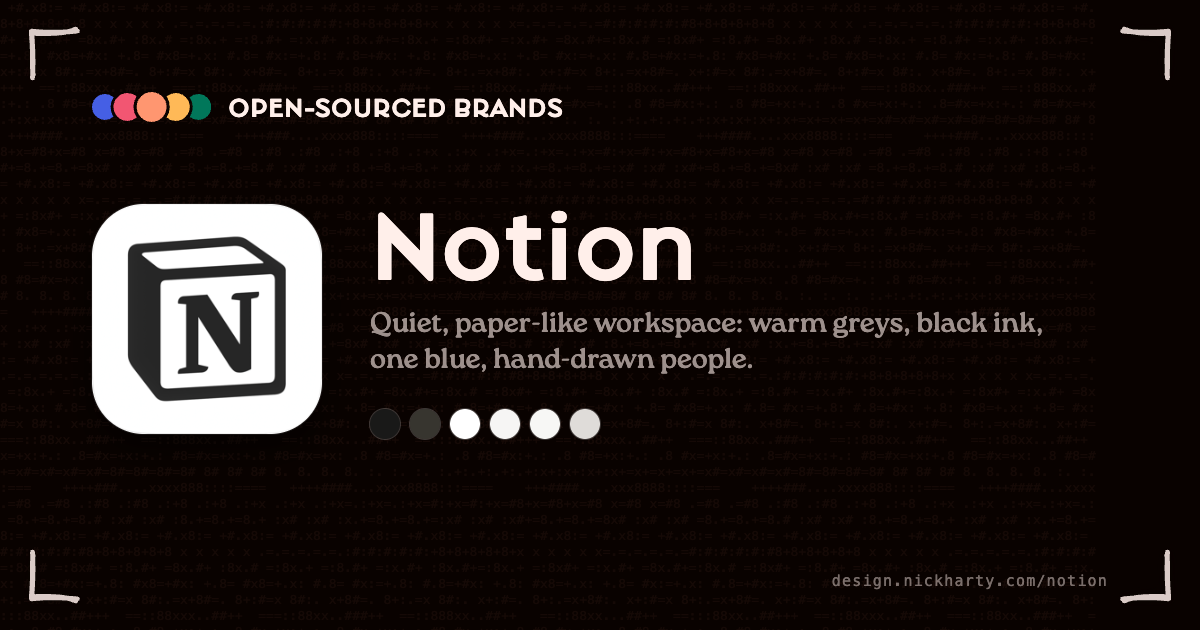 OPEN-SOURCED BRANDS
N
Notion
Quiet, paper-like workspace: warm greys, black ink,
one blue, hand-drawn people.
design.nickharty.com/notion